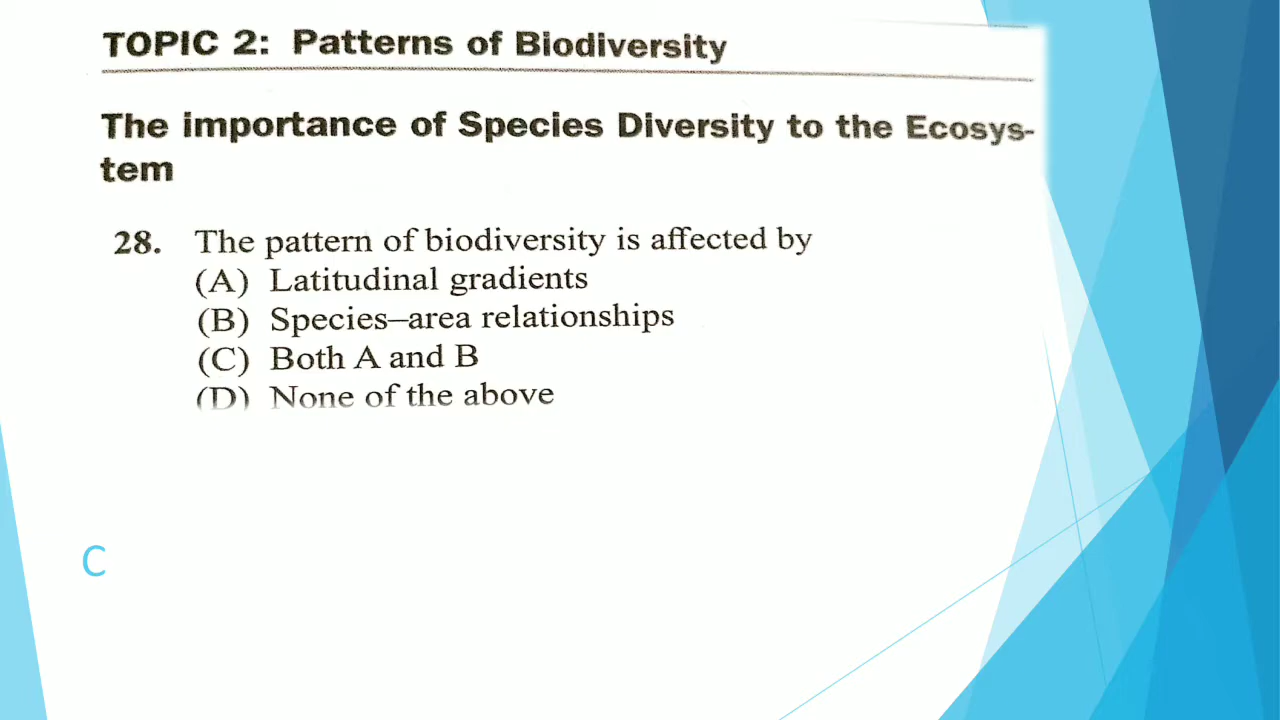 TOPIC 2: Patterns of Biodiversity
The importance of Species Diversity to the Ecosys-
tem
28. The pattern of biodiversity is affected by
(A) Latitudinal gradients
(B) Species–area relationships
(C) Both A and B
(D) None of the above
C